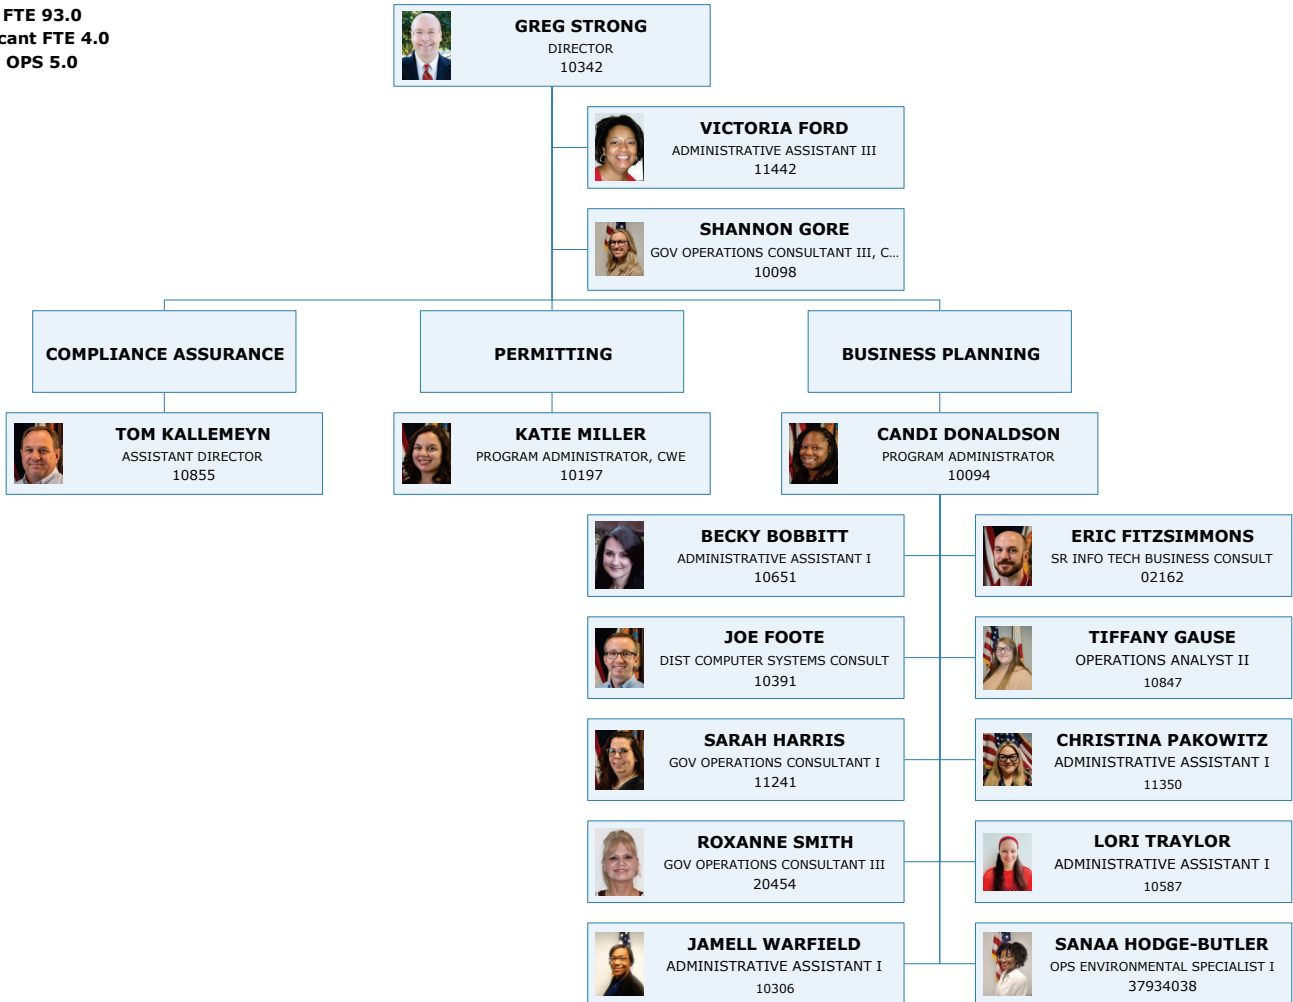 FTE 93.0
cant FTE 4.0
OPS 5.0
GREG STRONG
DIRECTOR
10342
VICTORIA FORD
ADMINISTRATIVE ASSISTANT III
11442
SHANNON GORE
GOV OPERATIONS CONSULTANT III, C...
10098
COMPLIANCE ASSURANCE
PERMITTING
BUSINESS PLANNING
TOM KALLEMEYN
ASSISTANT DIRECTOR
10855
KATIE MILLER
PROGRAM ADMINISTRATOR, CWE
10197
CANDI DONALDSON
PROGRAM ADMINISTRATOR
10094
BECKY BOBBITT
ADMINISTRATIVE ASSISTANT I
10651
ERIC FITZSIMMONS
SR INFO TECH BUSINESS CONSULT
02162
JOE FOOTE
DIST COMPUTER SYSTEMS CONSULT
10391
TIFFANY GAUSE
OPERATIONS ANALYST II
10847
SARAH HARRIS
GOV OPERATIONS CONSULTANT I
11241
CHRISTINA PAKOWITZ
ADMINISTRATIVE ASSISTANT I
11350
ROXANNE SMITH
GOV OPERATIONS CONSULTANT III
20454
LORI TRAYLOR
ADMINISTRATIVE ASSISTANT I
10587
JAMELL WARFIELD
ADMINISTRATIVE ASSISTANT I
10306
SANAA HODGE-BUTLER
OPS ENVIRONMENTAL SPECIALIST I
37934038